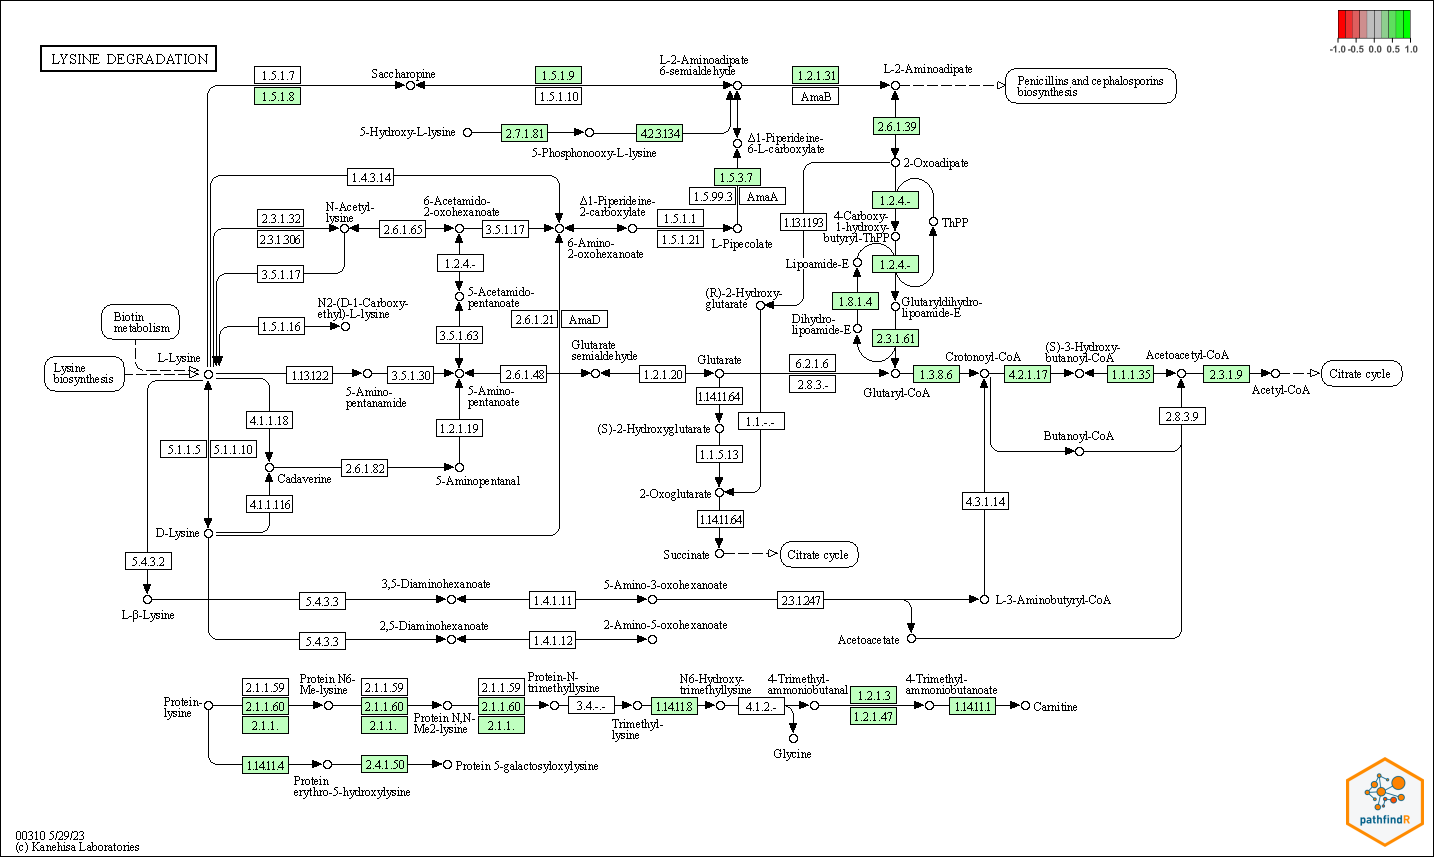 LYSINE DEGRADATION
-1.0 -0.5 0.0 0.5 1.0
1.5.1.7
1.5.1.8
Saccharopine
1.5.1.9
1.5.1.10
L-2-Aminoadipate
6-semialdehyde
1.2.1.31
AmaB
L-2-Aminoadipate
Penicillins and cephalosporins
biosynthesis
5-Hydroxy-L-lysine
2.7.1.81
5-Phosphonooxy-L-lysine
4.2.3.134
Δ1-Piperideine-
6-L-carboxylate
2.6.1.39
2-Oxoadipate
1.4.3.14
1.5.3.7
1.5.99.3
AmaA
1.2.4.-
ThPP
2.3.1.32
2.3.1.306
N-Acetyl-
lysine
2.6.1.65
6-Acetamido-
2-oxohexanoate
3.5.1.17
Δ1-Piperideine-
2-carboxylate
6-Amino-
2-oxohexanoate
1.5.1.1
1.5.1.21
L-Pipecolate
1.13.11.93
4-Carboxy-
1-hydroxy-
butyryl-ThPP
3.5.1.17
1.2.4.-
Lipoamide-E
1.2.4.-
5-Acetamido-
pentanoate
(R)-2-Hydroxy-
glutarate
1.8.1.4
Glutaryldihydro-
lipoamide-E
Dihydro-
lipoamide-E
2.3.1.61
Biotin
metabolism
N2-(D-1-Carboxy-
ethyl)-L-lysine
1.5.1.16
3.5.1.63
2.6.1.21
AmaD
Lysine
biosynthesis
L-Lysine
1.13.12.2
5-Amino-
pentanamide
3.5.1.30
5-Amino-
pentanoate
2.6.1.48
Glutarate
semialdehyde
1.2.1.20
Glutarate
6.2.1.6
2.8.3.-
Glutaryl-CoA
1.3.8.6
Crotonoyl-CoA
4.2.1.17
(S)-3-Hydroxy-
butanoyl-CoA
1.1.1.35
Acetoacetyl-CoA
2.3.1.9
Acetyl-CoA
Citrate cycle
4.1.1.18
1.2.1.19
1.14.11.64
(S)-2-Hydroxyglutarate
1.1.-.-
2.8.3.9
Butanoyl-CoA
5.1.1.5
5.1.1.10
Cadaverine
2.6.1.82
5-Aminopentanal
1.1.5.13
2-Oxoglutarate
4.1.1.116
1.14.11.64
4.3.1.14
D-Lysine
Succinate
Citrate cycle
5.4.3.2
L-β-Lysine
5.4.3.3
3,5-Diaminohexanoate
1.4.1.11
5-Amino-3-oxohexanoate
2.3.1.247
L-3-Aminobutyryl-CoA
5.4.3.3
2,5-Diaminohexanoate
1.4.1.12
2-Amino-5-oxohexanoate
Acetoacetate
Protein-
lysine
2.1.1.59
2.1.1.60
2.1.1.
Protein N6-
Me-lysine
2.1.1.59
2.1.1.60
2.1.1.
Protein N,N-
Me2-lysine
2.1.1.59
2.1.1.60
2.1.1.
Protein-N-
trimethyllysine
3.4.-.-
Trimethyl-
lysine
1.14.11.8
N6-Hydroxy-
trimethyllysine
4.1.2.-
Glycine
4-Trimethyl-
ammoniobutanal
1.2.1.3
1.2.1.47
4-Trimethyl-
ammoniobutanoate
1.14.11.1
Carnitine
1.14.11.4
Protein
erythro-5-hydroxylysine
2.4.1.50
Protein 5-galactosyloxylysine
pathfindR
00310 5/29/23
(c) Kanehisa Laboratories